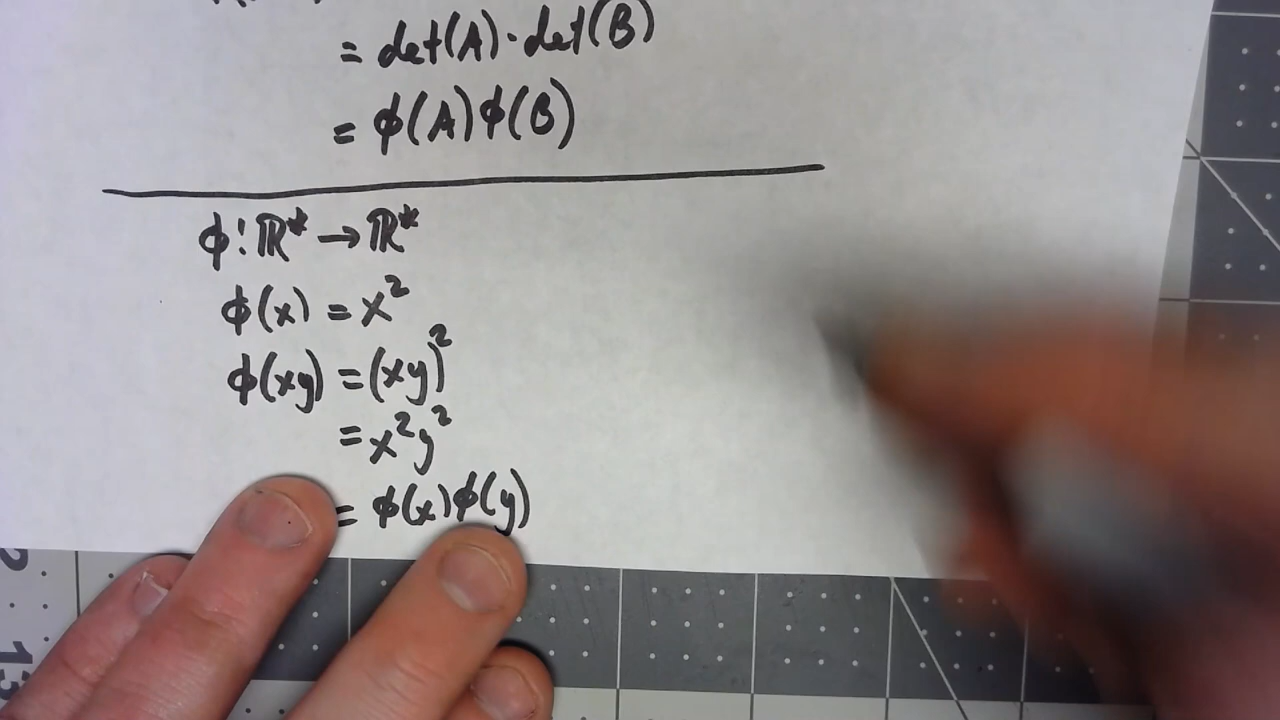 = det(A)·det(B)
= ϕ(A)ϕ(B)
ϕ: ℝ* → ℝ*
ϕ(x) = x²
ϕ(xy) = (xy)²
= x²y²
= ϕ(x)ϕ(y)